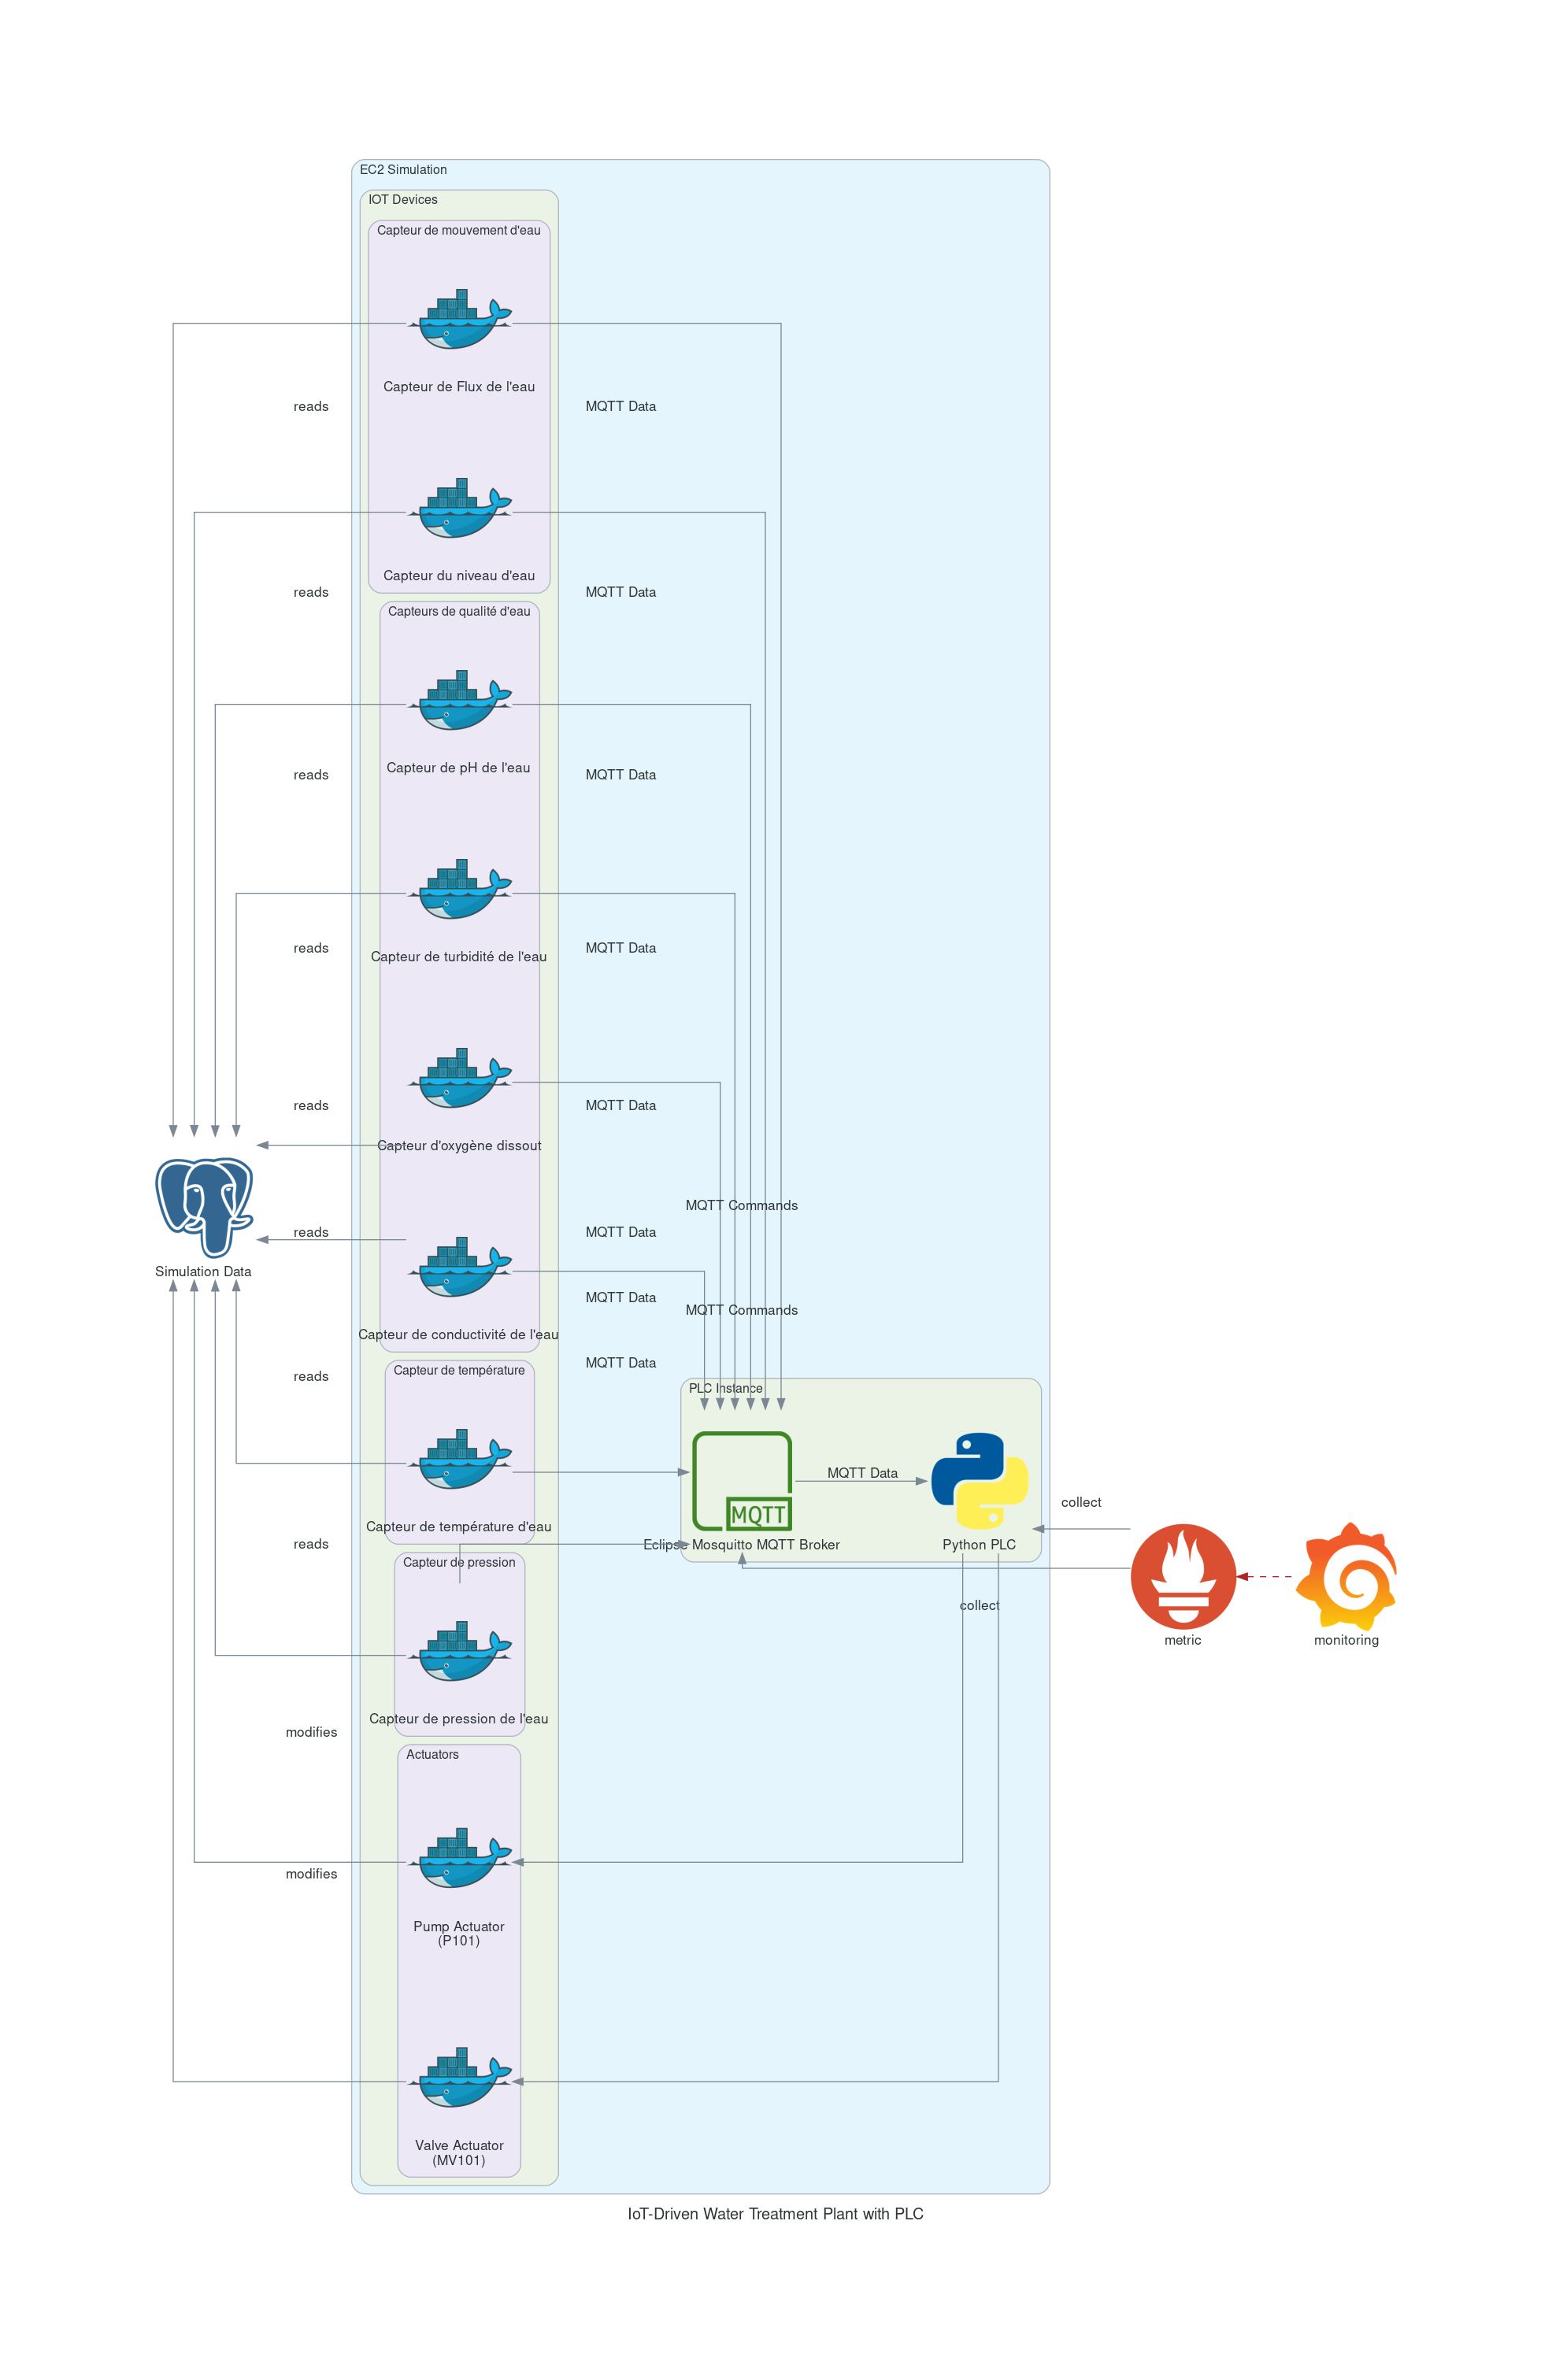 EC2 Simulation
IOT Devices
Capteur de mouvement d'eau
Capteur de Flux de l'eau
reads
MQTT Data
Capteur du niveau d'eau
reads
MQTT Data
Capteurs de qualité d'eau
Capteur de pH de l'eau
reads
MQTT Data
reads
MQTT Data
Capteur de turbidité de l'eau
reads
MQTT Data
Capteur d'oxygène dissout
MQTT Commands
reads
MQTT Data
Simulation Data
MQTT Data
MQTT Commands
Capteur de conductivité de l'eau
MQTT Data
Capteur de température
reads
PLC Instance
MQTT Data
MQTT
collect
Capteur de température d'eau
reads
Eclipse Mosquitto MQTT Broker
Python PLC
Capteur de pression
collect
metric
monitoring
Capteur de pression de l'eau
modifies
Actuators
modifies
Pump Actuator
(P101)
Valve Actuator
(MV101)
IoT-Driven Water Treatment Plant with PLC